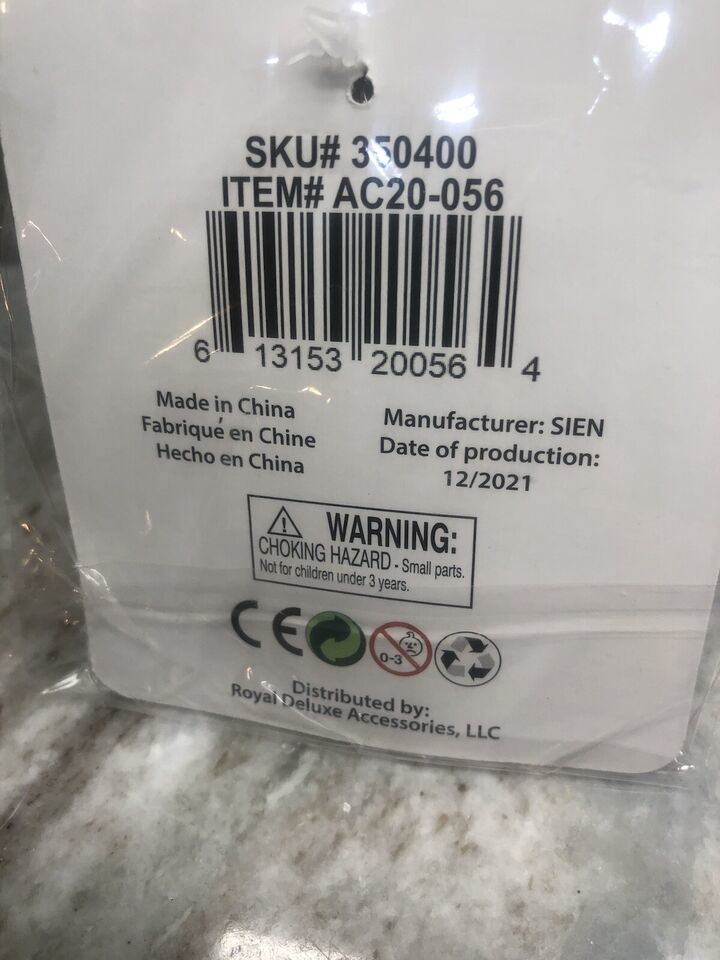 SKU# 350400
ITEM# AC20-056
6 13153 20056 4
Made in China
Fabriqué en Chine
Hecho en China
Manufacturer: SIEN
Date of production:
12/2021
WARNING:
CHOKING HAZARD - Small parts.
Not for children under 3 years.
CE
0-3
Distributed by:
Royal Deluxe Accessories, LLC